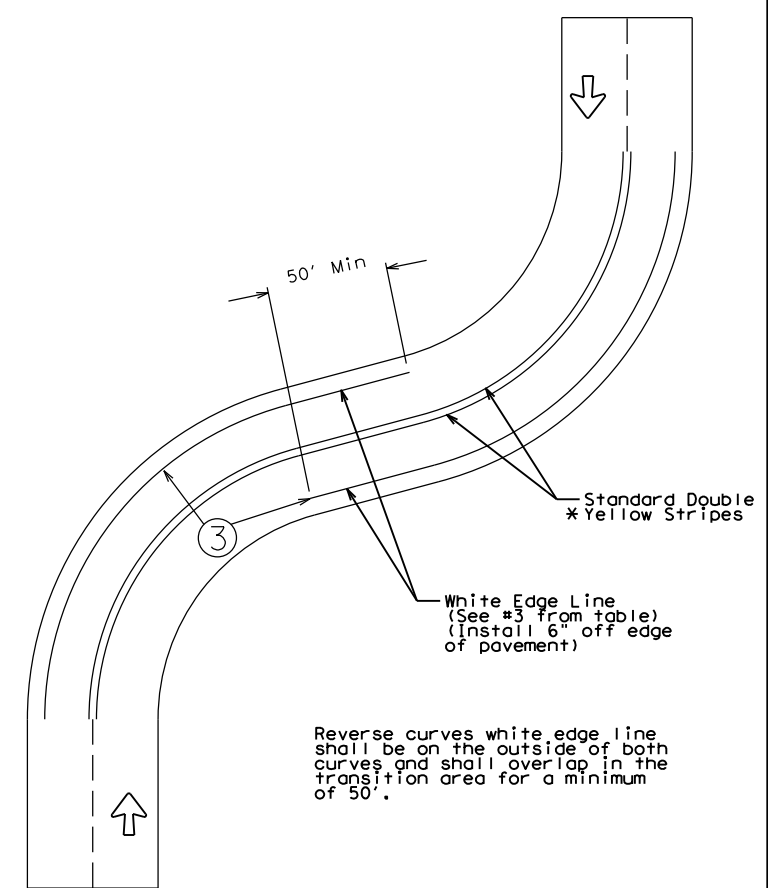 50' Min
Standard Double
* Yellow Stripes
3
White Edge Line
(See #3 from table)
(Install 6" off edge
of pavement)
Reverse curves white edge line
shall be on the outside of both
curves and shall overlap in the
transition area for a minimum
of 50'.